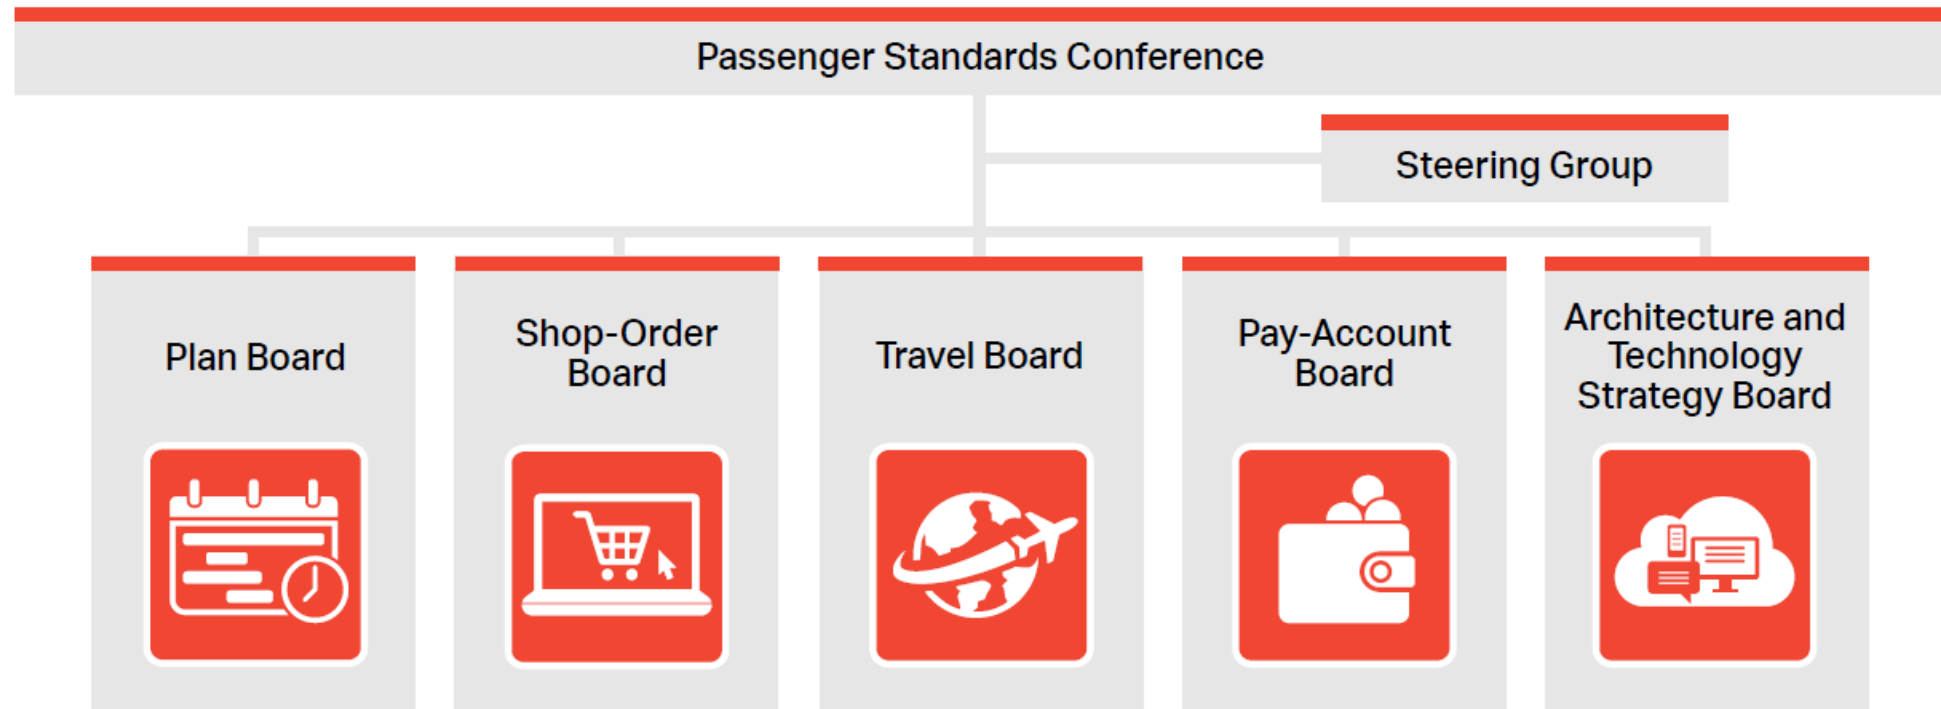 Passenger Standards Conference
Steering Group
Plan Board
Shop-Order
Board
Travel Board
Pay-Account
Board
Architecture and
Technology
Strategy Board